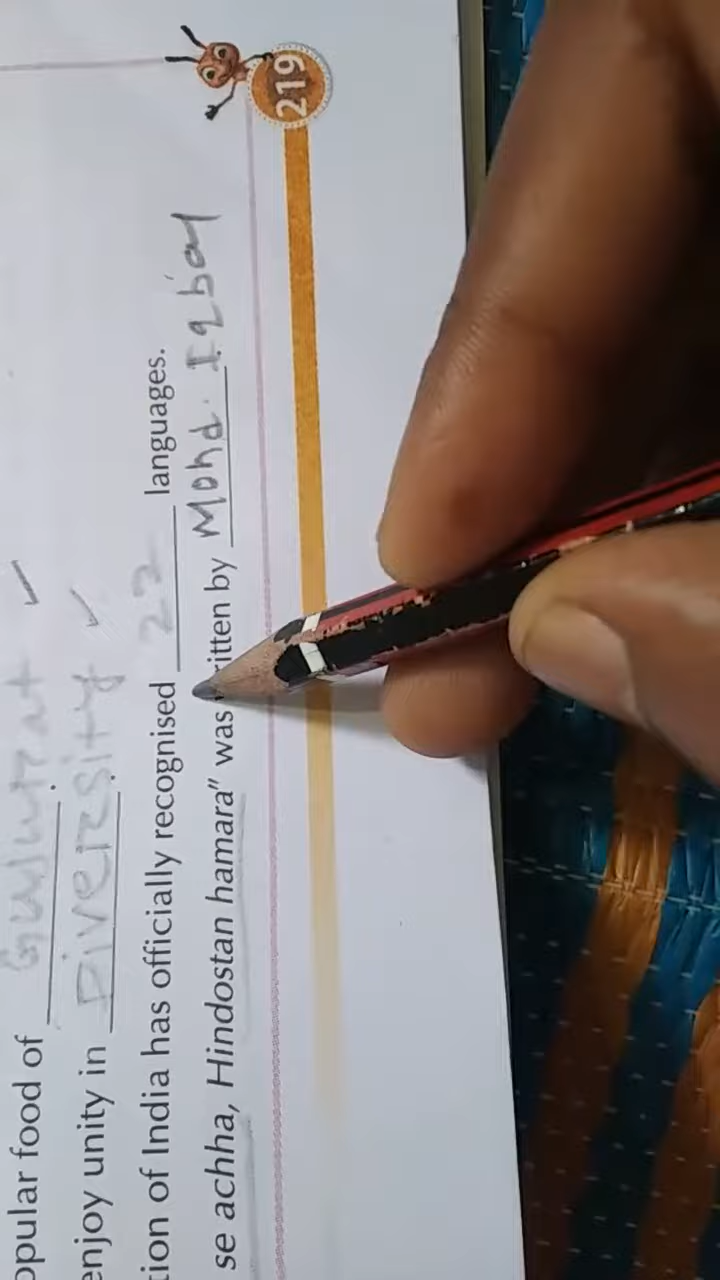 opular food of Gujurat.
enjoy unity in Diversity.
tion of India has officially recognised 22 languages.
se achha, Hindostan hamara" was written by Mohd. Iqbal
219